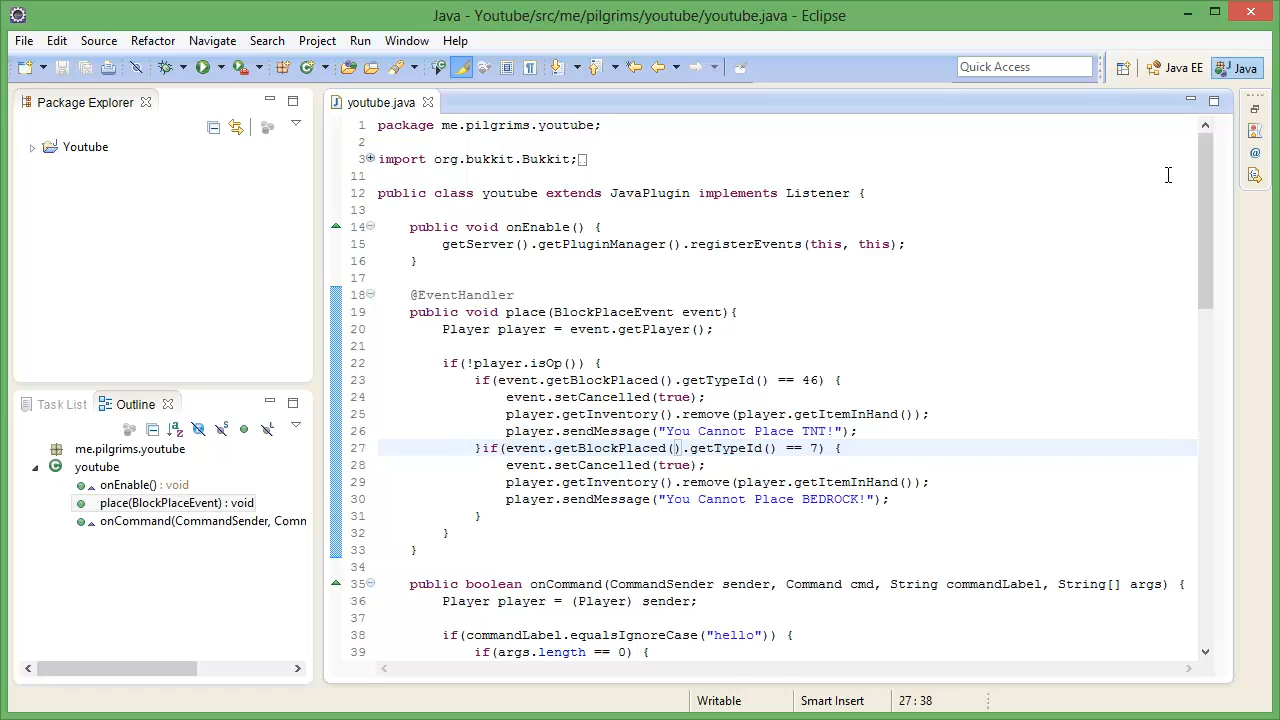 Java - Youtube/src/me/pilgrims/youtube/youtube.java - Eclipse
File Edit Source Refactor Navigate Search Project Run Window Help
Quick Access
Java EE
Java
Package Explorer
Youtube
Task List
Outline
me.pilgrims.youtube
youtube
onEnable() : void
place(BlockPlaceEvent) : void
onCommand(CommandSender, Comm
youtube.java
1 package me.pilgrims.youtube;
2
3 import org.bukkit.Bukkit;
11
12 public class youtube extends JavaPlugin implements Listener {
13
14 public void onEnable() {
15 getServer().getPluginManager().registerEvents(this, this);
16 }
17
18 @EventHandler
19 public void place(BlockPlaceEvent event){
20 Player player = event.getPlayer();
21
22 if(!player.isOp()) {
23 if(event.getBlockPlaced().getTypeId() == 46) {
24 event.setCancelled(true);
25 player.getInventory().remove(player.getItemInHand());
26 player.sendMessage("You Cannot Place TNT!");
27 }if(event.getBlockPlaced().getTypeId() == 7) {
28 event.setCancelled(true);
29 player.getInventory().remove(player.getItemInHand());
30 player.sendMessage("You Cannot Place BEDROCK!");
31 }
32 }
33 }
34
35 public boolean onCommand(CommandSender sender, Command cmd, String commandLabel, String[] args) {
36 Player player = (Player) sender;
37
38 if(commandLabel.equalsIgnoreCase("hello")) {
39 if(args.length == 0) {
Writable
Smart Insert
27 : 38